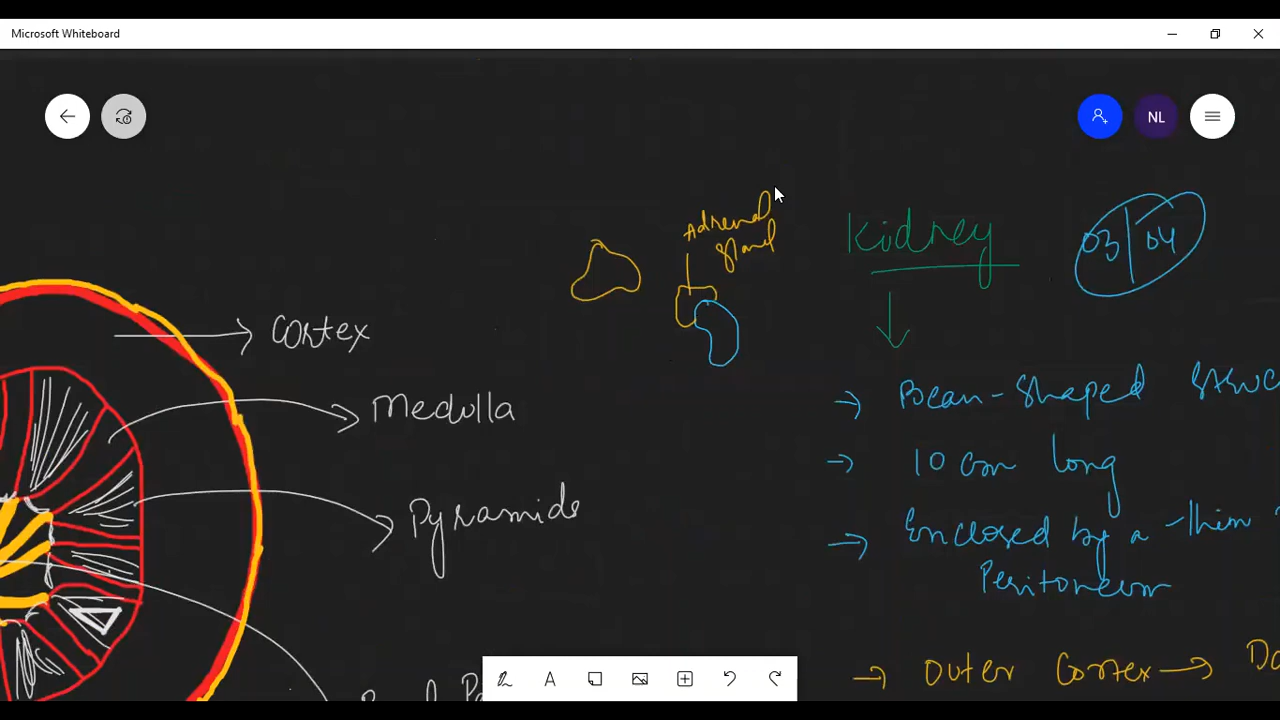 Microsoft Whiteboard
NL
Adrenal
gland
Kidney
03 | 04
Cortex
Medulla
Pyramide
→ Bean-shaped
→ 10 cm long
→ Enclosed by a thin
Peritoneum
→ Outer Cortex →